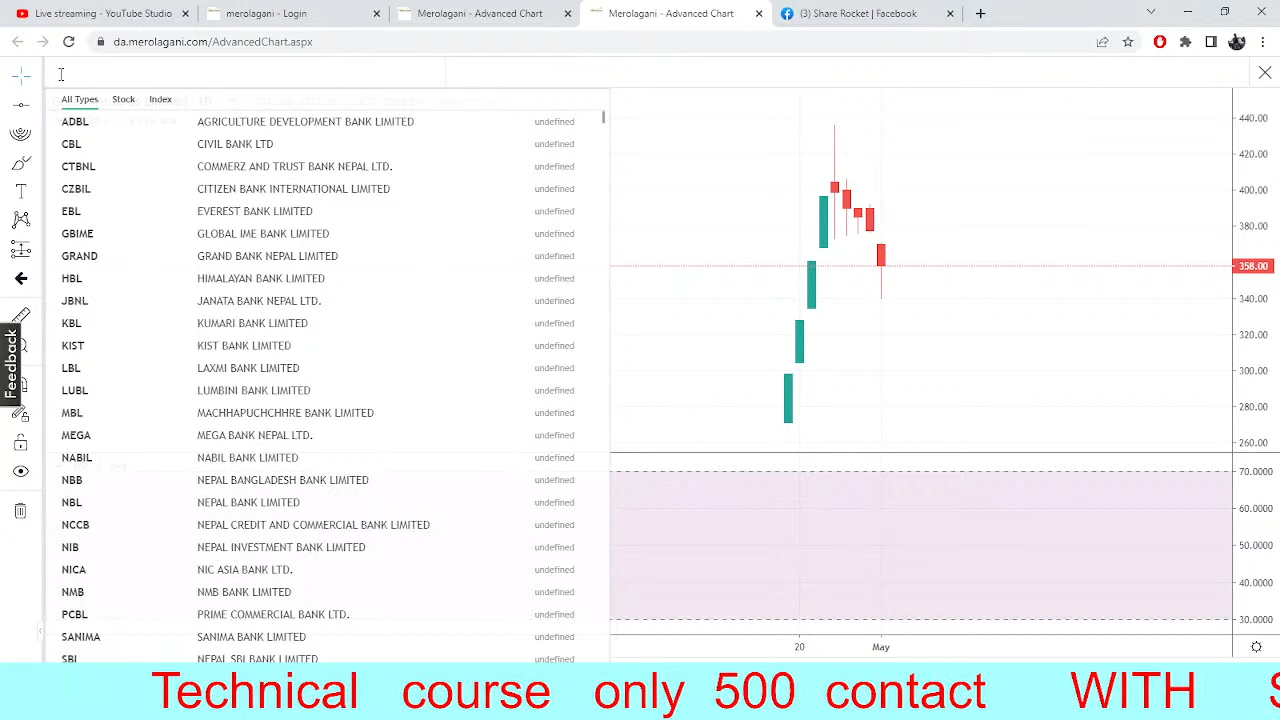 Live streaming - YouTube Studio
merolagani - Login
Merolagani - Advanced Chart
Merolagani - Advanced Chart
(3) Share Rocket | Facebook
da.merolagani.com/AdvancedChart.aspx
All Types Stock Index
ADBL AGRICULTURE DEVELOPMENT BANK LIMITED undefined
CBL CIVIL BANK LTD undefined
CTBNL COMMERZ AND TRUST BANK NEPAL LTD. undefined
CZBIL CITIZEN BANK INTERNATIONAL LIMITED undefined
EBL EVEREST BANK LIMITED undefined
GBIME GLOBAL IME BANK LIMITED undefined
GRAND GRAND BANK NEPAL LIMITED undefined
HBL HIMALAYAN BANK LIMITED undefined
JBNL JANATA BANK NEPAL LTD. undefined
KBL KUMARI BANK LIMITED undefined
KIST KIST BANK LIMITED undefined
LBL LAXMI BANK LIMITED undefined
LUBL LUMBINI BANK LIMITED undefined
MBL MACHHAPUCHCHHRE BANK LIMITED undefined
MEGA MEGA BANK NEPAL LTD. undefined
NABIL NABIL BANK LIMITED undefined
NBB NEPAL BANGLADESH BANK LIMITED undefined
NBL NEPAL BANK LIMITED undefined
NCCB NEPAL CREDIT AND COMMERCIAL BANK LIMITED undefined
NIB NEPAL INVESTMENT BANK LIMITED undefined
NICA NIC ASIA BANK LTD. undefined
NMB NMB BANK LIMITED undefined
PCBL PRIME COMMERCIAL BANK LTD. undefined
SANIMA SANIMA BANK LIMITED undefined
SBI NEPAL SBI BANK LIMITED undefined
440.00
420.00
400.00
380.00
358.00
340.00
320.00
300.00
280.00
260.00
70.0000
60.0000
50.0000
40.0000
30.0000
20 May
Feedback
Technical course only 500 contact WITH S